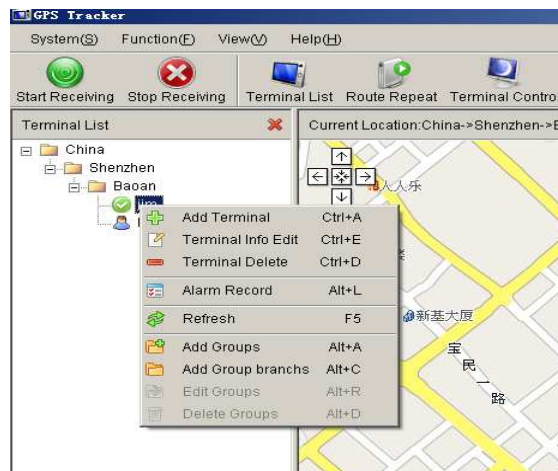 GPS Tracker
System(S) Function(F) View(V) Help(H)
Start Receiving Stop Receiving Terminal List Route Repeat Terminal Contro
Terminal List
Current Location:China->Shenzhen->
China
Shenzhen
Baoan
jim
Add Terminal Ctrl+A
Terminal Info Edit Ctrl+E
Terminal Delete Ctrl+D
Alarm Record Alt+L
Refresh F5
Add Groups Alt+A
Add Group branchs Alt+C
Edit Groups Alt+R
Delete Groups Alt+D
人人乐
新基大厦
宝民一路